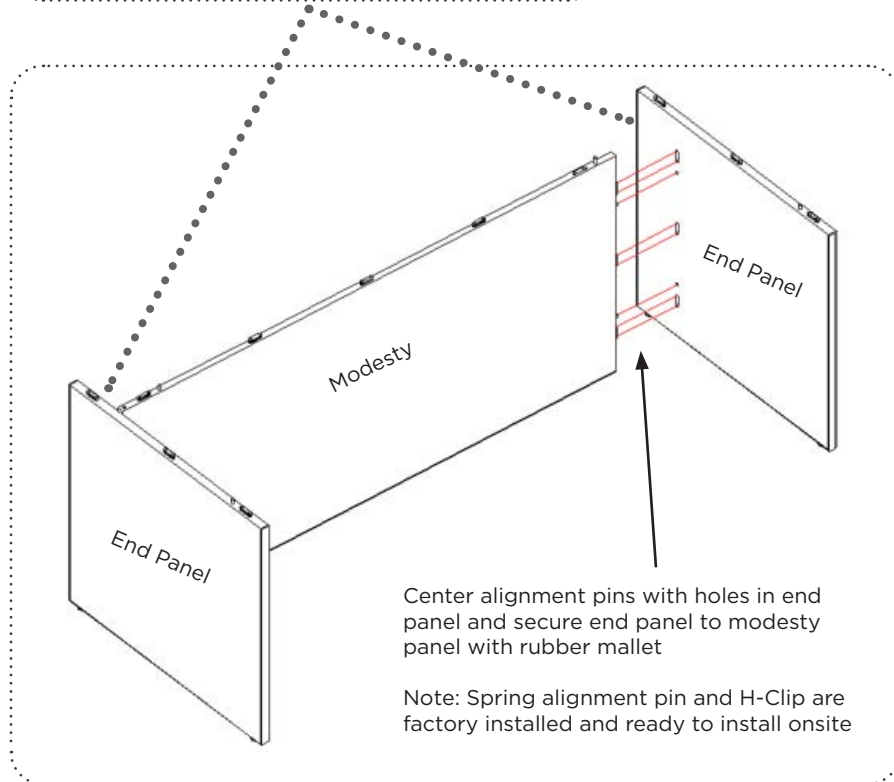 End Panel
Modesty
End Panel
Center alignment pins with holes in end
panel and secure end panel to modesty
panel with rubber mallet
Note: Spring alignment pin and H-Clip are
factory installed and ready to install onsite